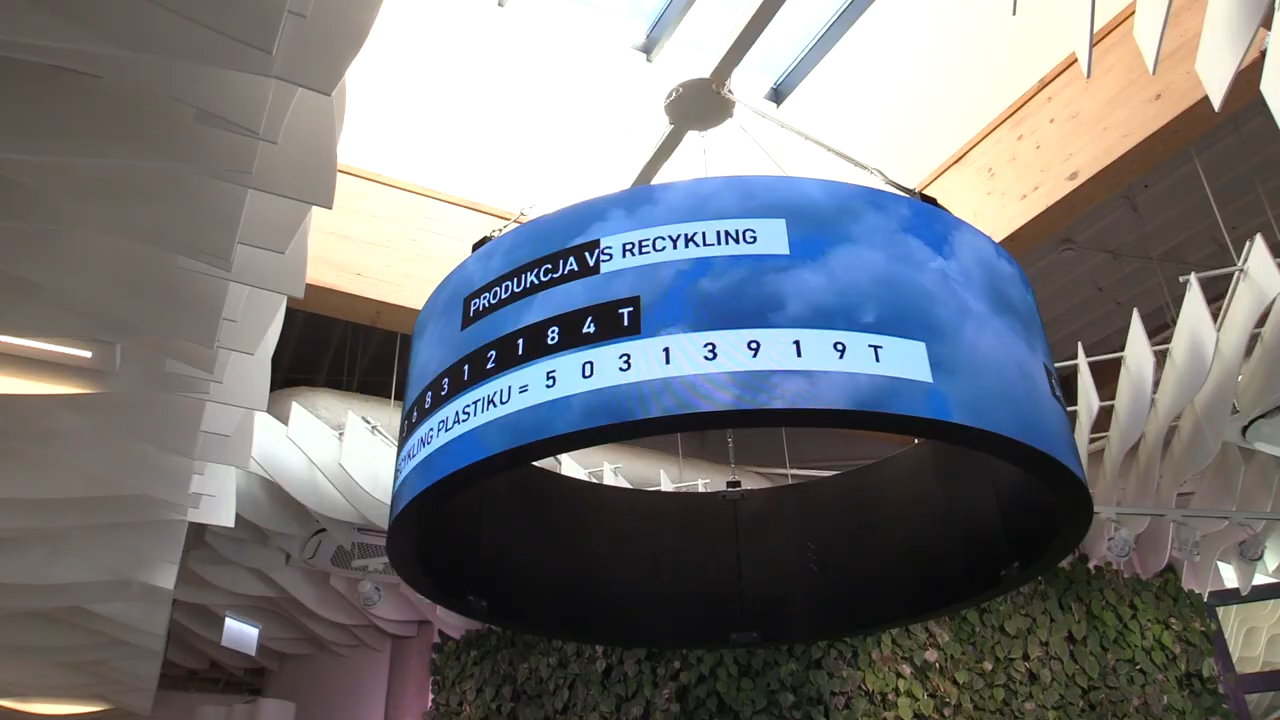 PRODUKCJA VS RECYKLING
6 8 3 1 2 1 8 4 T
PLASTIKU = 5 0 3 1 3 9 1 9 T